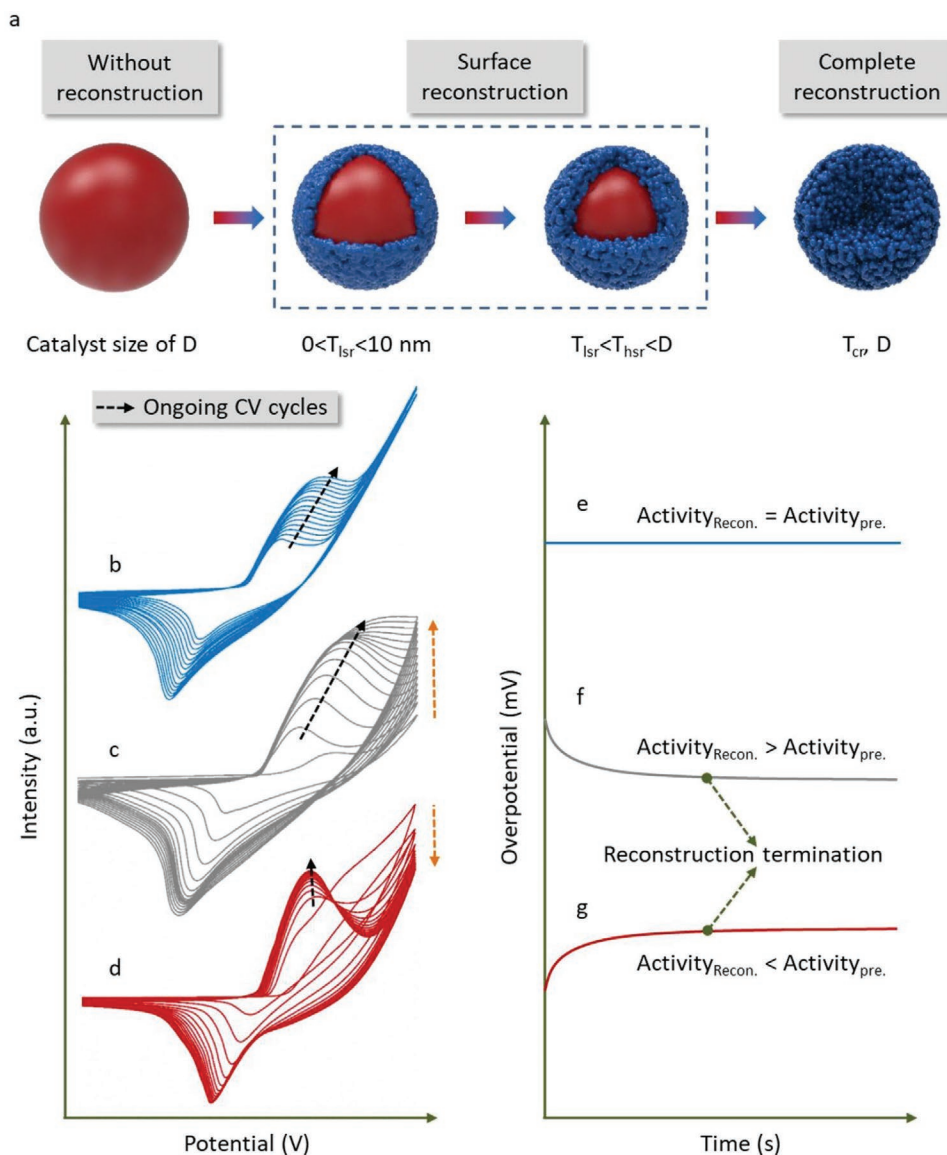 a
Without
reconstruction
Surface
reconstruction
Complete
reconstruction
Catalyst size of D
0<T_lsr<10 nm
T_lsr<T_hsr<D
T_cr, D
Ongoing CV cycles
b
c
d
Intensity (a.u.)
Potential (V)
e
Activity_Recon. = Activity_pre.
f
Activity_Recon. > Activity_pre.
Reconstruction termination
g
Activity_Recon. < Activity_pre.
Overpotential (mV)
Time (s)